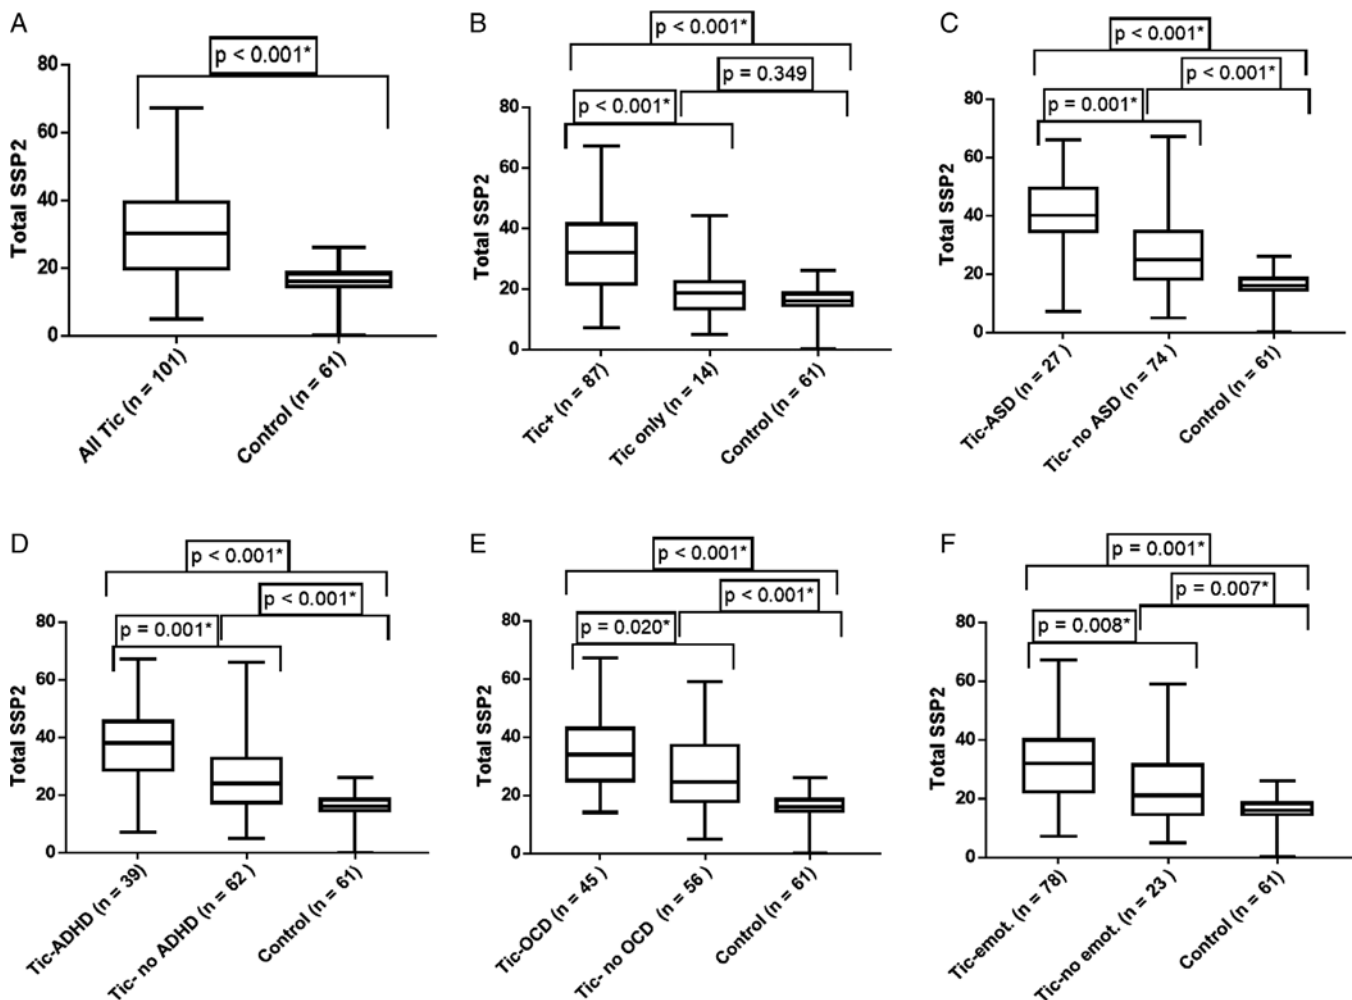 A
p < 0.001*
Total SSP2
80
60
40
20
0
All Tic (n = 101)
Control (n = 61)
B
p < 0.001*
p = 0.349
p < 0.001*
Total SSP2
80
60
40
20
0
Tic+ (n = 87)
Tic only (n = 14)
Control (n = 61)
C
p < 0.001*
p < 0.001*
p = 0.001*
Total SSP2
80
60
40
20
0
Tic-ASD (n = 27 )
Tic- no ASD (n = 74 )
Control (n = 61)
D
p < 0.001*
p < 0.001*
p = 0.001*
Total SSP2
80
60
40
20
0
Tic-ADHD (n = 39)
Tic- no ADHD (n = 62 )
Control (n = 61)
E
p < 0.001*
p < 0.001*
p = 0.020*
Total SSP2
80
60
40
20
0
Tic-OCD (n = 45 )
Tic- no OCD (n = 56 )
Control (n = 61)
F
p = 0.001*
p = 0.007*
p = 0.008*
Total SSP2
80
60
40
20
0
Tic-emot. (n = 78)
Tic-no emot. (n = 23 )
Control (n = 61)